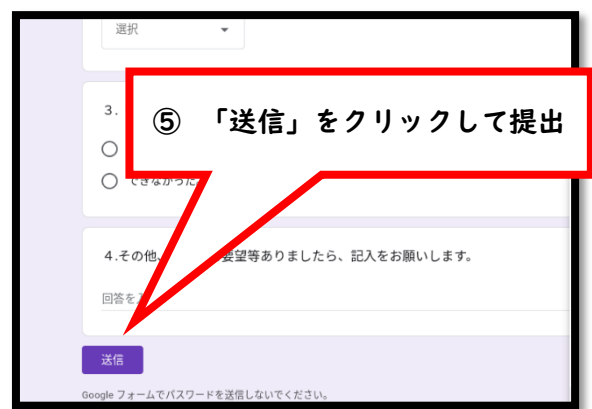 選択
3.
⑤ 「送信」をクリックして提出
できなかった
4.その他、要望等ありましたら、記入をお願いします。
回答を
送信
Google フォームでパスワードを送信しないでください。